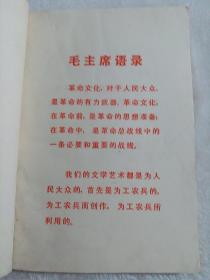 毛主席语录
革命文化，对于人民大众，
是革命的有力武器。革命文化，
在革命前，是革命的思想准备；
在革命中，是革命总战线中的
一条必要和重要的战线。
我们的文学艺术都是为人
民大众的，首先是为工农兵的，
为工农兵而创作，为工农兵所
利用的。